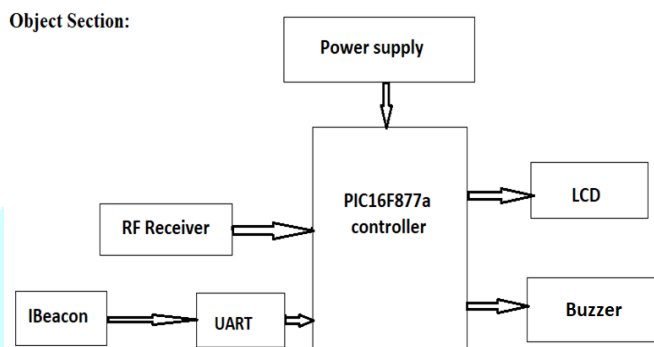 Object Section:
Power supply
PIC16F877a
controller
LCD
RF Receiver
Buzzer
IBeacon
UART